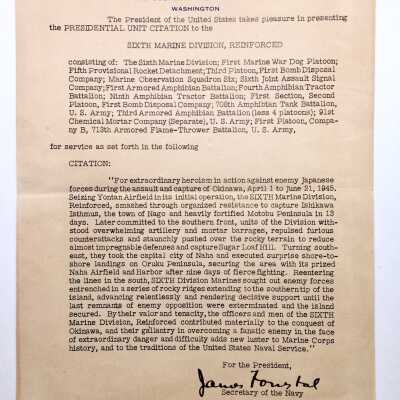 WASHINGTON
The President of the United States takes pleasure in presenting
the PRESIDENTIAL UNIT CITATION to the
SIXTH MARINE DIVISION, REINFORCED
consisting of: The Sixth Marine Division; First Marine War Dog Platoon;
Fifth Provisional Rocket Detachment; Third Platoon, First Bomb Disposal
Company; Marine Observation Squadron Six; Sixth Joint Assault Signal
Company; First Armored Amphibian Battalion; Fourth Amphibian Tractor
Battalion; Ninth Amphibian Tractor Battalion; First Section, Second
Platoon, First Bomb Disposal Company; 708th Amphibian Tank Battalion,
U. S. Army; Third Armored Amphibian Battalion (less 4 platoons); 91st
Chemical Mortar Company (Separate), U. S. Army; First Platoon, Compa-
ny B, 713th Armored Flame-Thrower Battalion, U. S. Army,
for service as set forth in the following
CITATION:
"For extraordinary heroism in action against enemy Japanese
forces during the assault and capture of Okinawa, April 1 to June 21, 1945.
Seizing Yontan Airfield in its initial operation, the SIXTH Marine Division,
Reinforced, smashed through organized resistance to capture Ishikawa
Isthmus, the town of Nago and heavily fortified Motobu Peninsula in 13
days. Later committed to the southern front, units of the Division with-
stood overwhelming artillery and mortar barrages, repulsed furious
counterattacks and staunchly pushed over the rocky terrain to reduce
almost impregnable defenses and capture Sugar Loaf Hill. Turning south-
east, they took the capital city of Naha and executed surprise shore-to-
shore landings on Oruku Peninsula, securing the area with its prized
Naha Airfield and Harbor after nine days of fierce fighting. Reentering
the lines in the south, SIXTH Division Marines sought out enemy forces
entrenched in a series of rocky ridges extending to the southern tip of the
island, advancing relentlessly and rendering decisive support until the
last remnants of enemy opposition were exterminated and the island
secured. By their valor and tenacity, the officers and men of the SIXTH
Marine Division, Reinforced contributed materially to the conquest of
Okinawa, and their gallantry in overcoming a fanatic enemy in the face
of extraordinary danger and difficulty adds new luster to Marine Corps
history, and to the traditions of the United States Naval Service."
For the President,
James Forrestal
Secretary of the Navy